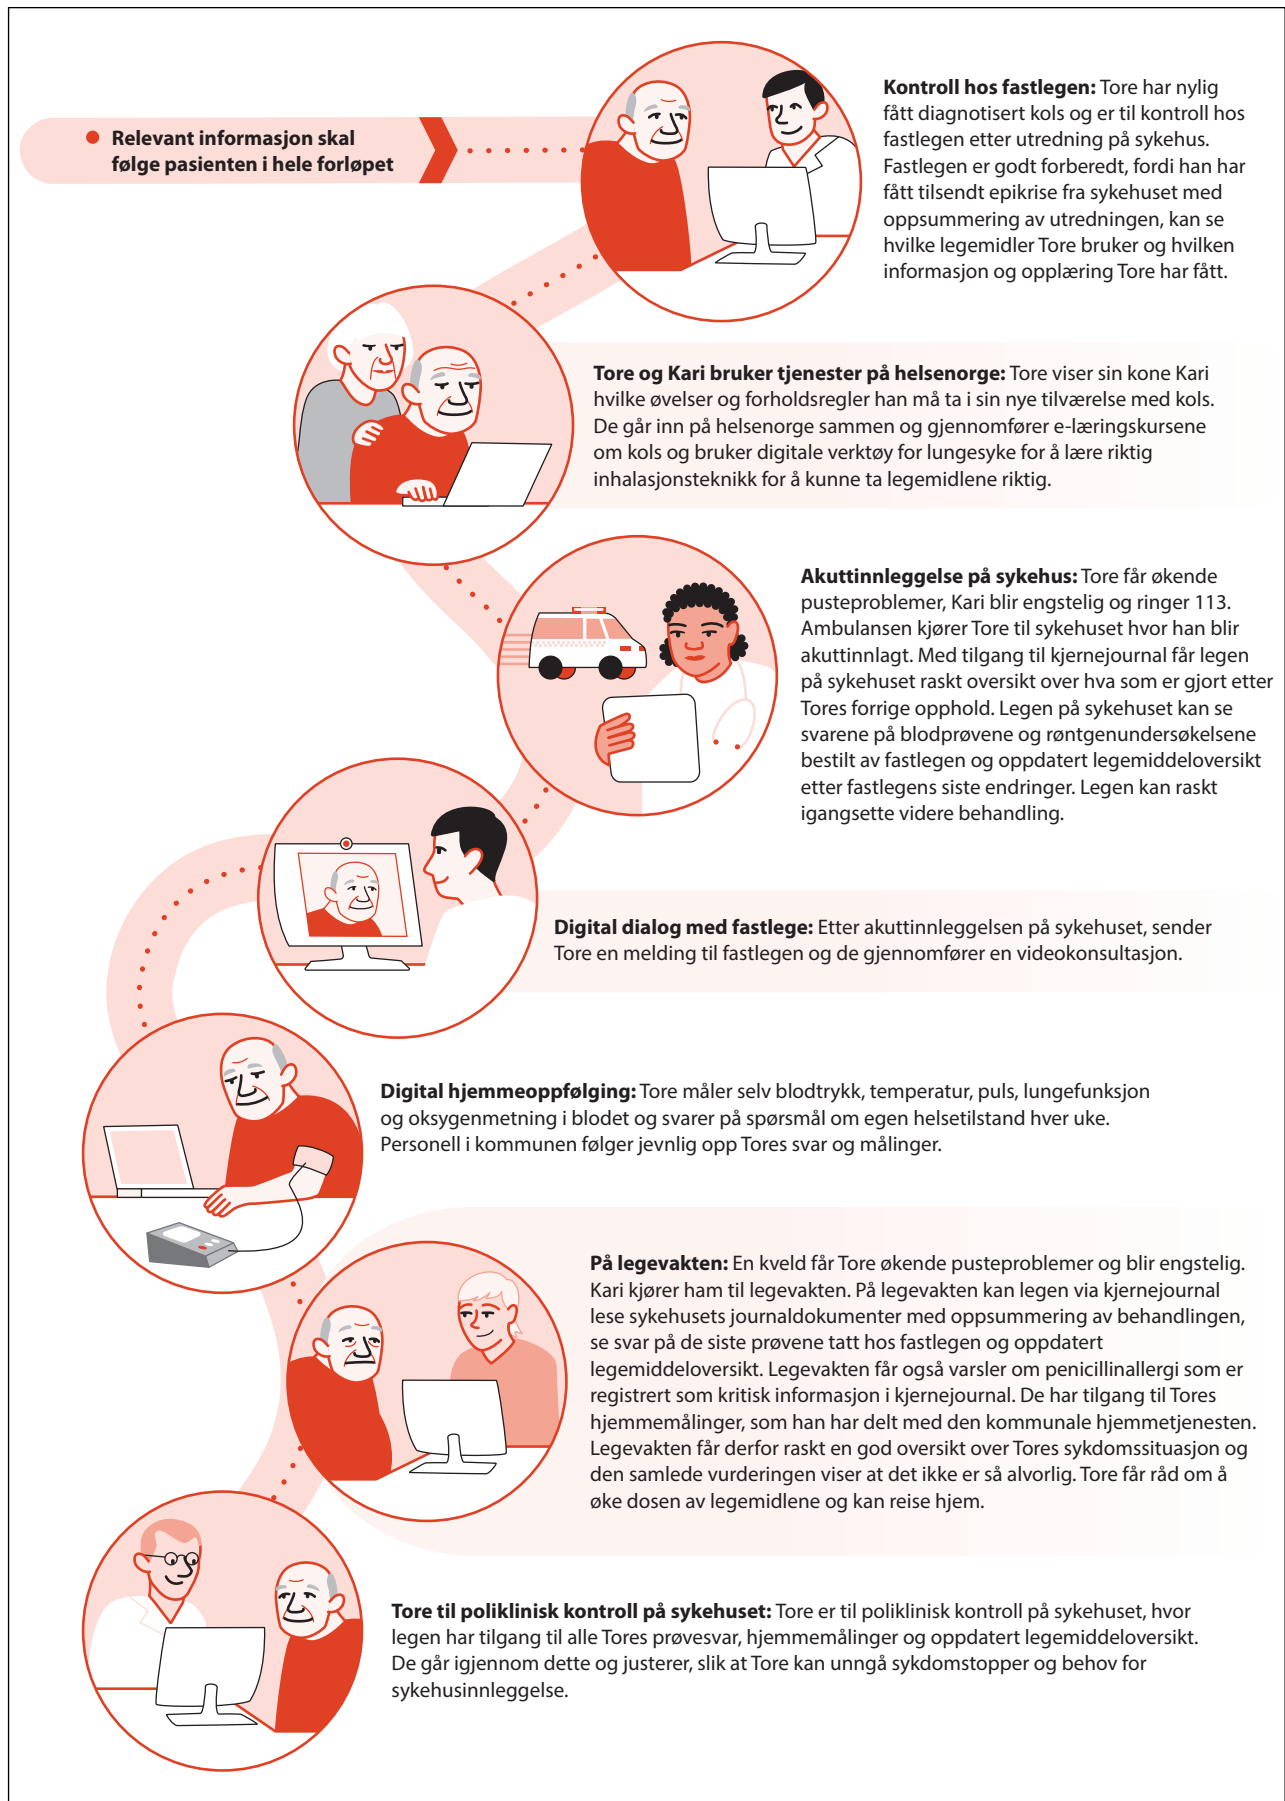 Relevant informasjon skal
følge pasienten i hele forløpet
Kontroll hos fastlegen: Tore har nylig
fått diagnotisert kols og er til kontroll hos
fastlegen etter utredning på sykehus.
Fastlegen er godt forberedt, fordi han har
fått tilsendt epikrise fra sykehuset med
oppsummering av utredningen, kan se
hvilke legemidler Tore bruker og hvilken
informasjon og opplæring Tore har fått.
Tore og Kari bruker tjenester på helsenorge: Tore viser sin kone Kari
hvilke øvelser og forholdsregler han må ta i sin nye tilværelse med kols.
De går inn på helsenorge sammen og gjennomfører e-læringskursene
om kols og bruker digitale verktøy for lungesyke for å lære riktig
inhalasjonsteknikk for å kunne ta legemidlene riktig.
Akuttinnleggelse på sykehus: Tore får økende
pusteproblemer, Kari blir engstelig og ringer 113.
Ambulansen kjører Tore til sykehuset hvor han blir
akuttinnlagt. Med tilgang til kjernejournal får legen
på sykehuset raskt oversikt over hva som er gjort etter
Tores forrige opphold. Legen på sykehuset kan se
svarene på blodprøvene og røntgenundersøkelsene
bestilt av fastlegen og oppdatert legemiddeloversikt
etter fastlegens siste endringer. Legen kan raskt
igangsette videre behandling.
Digital dialog med fastlege: Etter akuttinnleggelsen på sykehuset, sender
Tore en melding til fastlegen og de gjennomfører en videokonsultasjon.
Digital hjemmeoppfølging: Tore måler selv blodtrykk, temperatur, puls, lungefunksjon
og oksygenmetning i blodet og svarer på spørsmål om egen helsetilstand hver uke.
Personell i kommunen følger jevnlig opp Tores svar og målinger.
På legevakten: En kveld får Tore økende pusteproblemer og blir engstelig.
Kari kjører ham til legevakten. På legevakten kan legen via kjernejournal
lese sykehusets journaldokumenter med oppsummering av behandlingen,
se svar på de siste prøvene tatt hos fastlegen og oppdatert
legemiddeloversikt. Legevakten får også varsler om penicillinallergi som er
registrert som kritisk informasjon i kjernejournal. De har tilgang til Tores
hjemmemålinger, som han har delt med den kommunale hjemmetjenesten.
Legevakten får derfor raskt en god oversikt over Tores sykdomssituasjon og
den samlede vurderingen viser at det ikke er så alvorlig. Tore får råd om å
øke dosen av legemidlene og kan reise hjem.
Tore til poliklinisk kontroll på sykehuset: Tore er til poliklinisk kontroll på sykehuset, hvor
legen har tilgang til alle Tores prøvesvar, hjemmemålinger og oppdatert legemiddeloversikt.
De går igjennom dette og justerer, slik at Tore kan unngå sykdomstopper og behov for
sykehusinnleggelse.